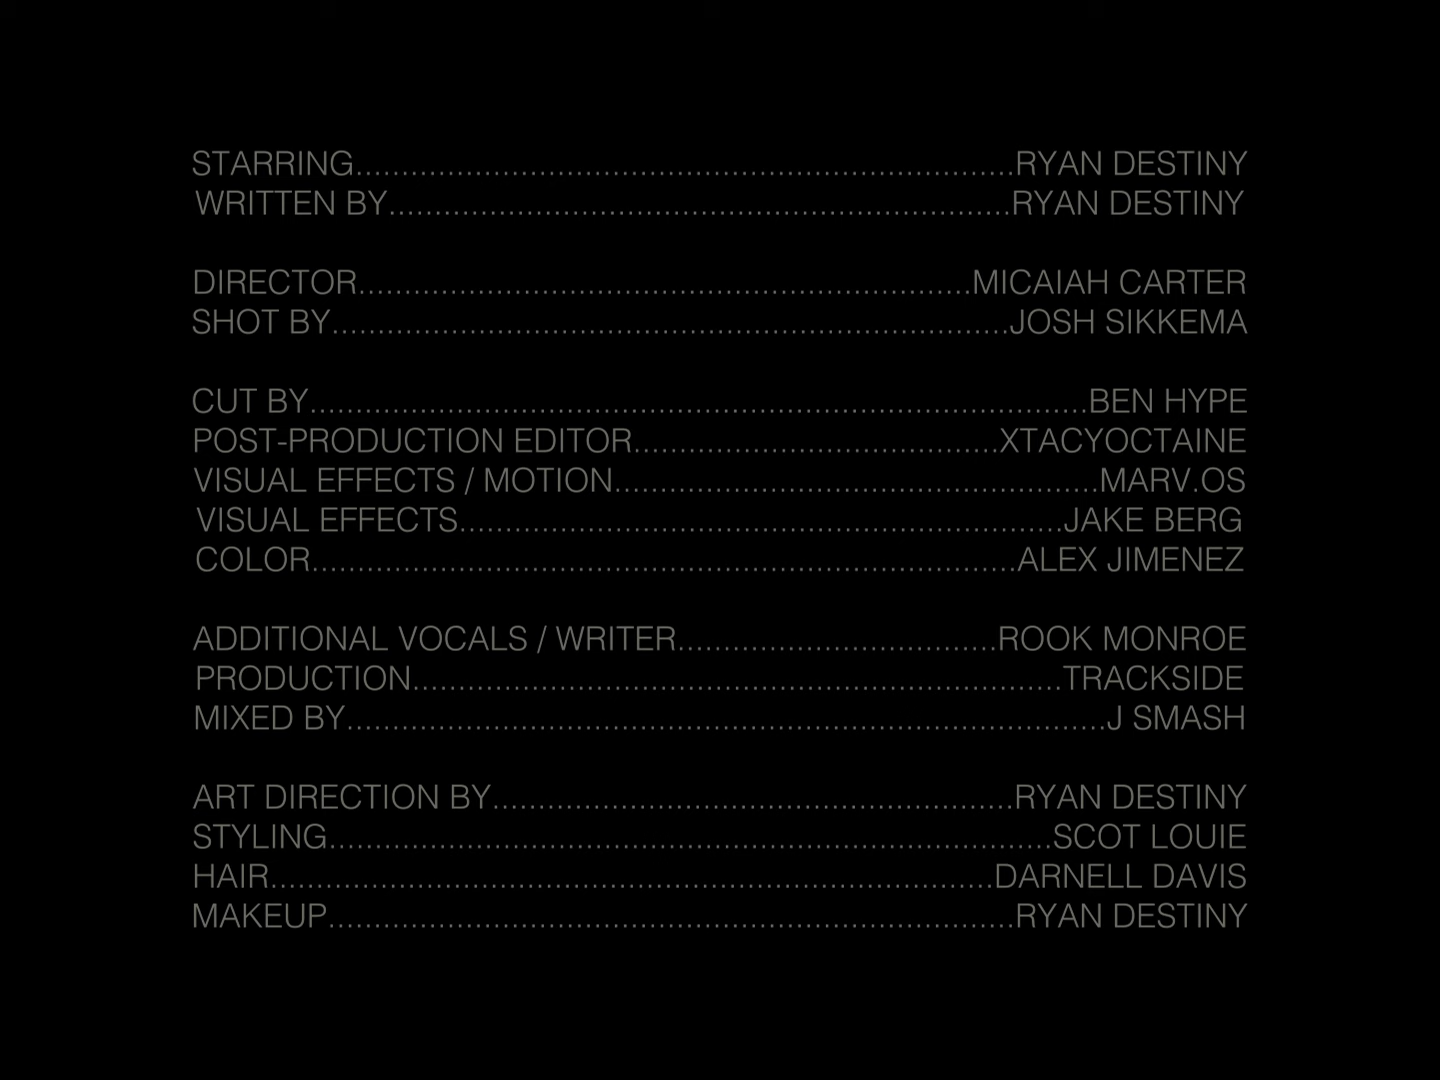 STARRING........................................................................RYAN DESTINY
WRITTEN BY....................................................................RYAN DESTINY
DIRECTOR...................................................................MICAIAH CARTER
SHOT BY..........................................................................JOSH SIKKEMA
CUT BY.....................................................................................BEN HYPE
POST-PRODUCTION EDITOR........................................XTACYOCTAINE
VISUAL EFFECTS / MOTION.....................................................MARV.OS
VISUAL EFFECTS..................................................................JAKE BERG
COLOR.............................................................................ALEX JIMENEZ
ADDITIONAL VOCALS / WRITER...................................ROOK MONROE
PRODUCTION.......................................................................TRACKSIDE
MIXED BY...................................................................................J SMASH
ART DIRECTION BY.........................................................RYAN DESTINY
STYLING...............................................................................SCOT LOUIE
HAIR...............................................................................DARNELL DAVIS
MAKEUP...........................................................................RYAN DESTINY